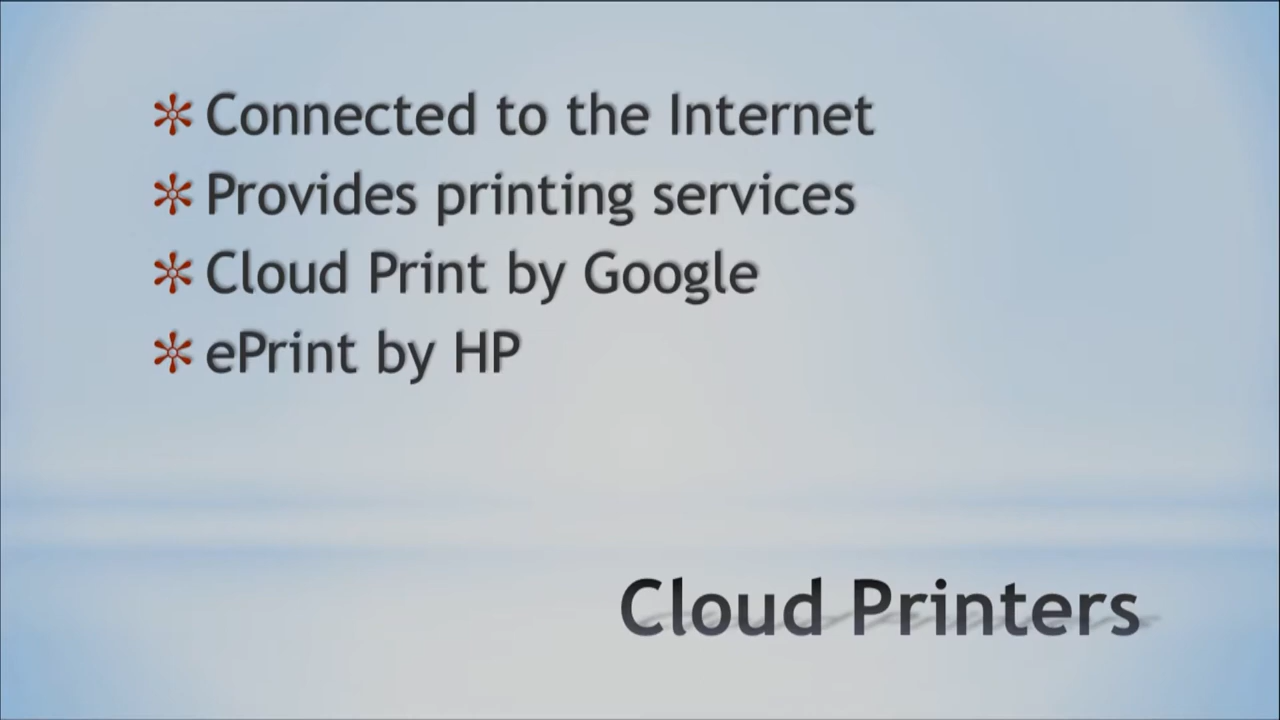 Connected to the Internet
Provides printing services
Cloud Print by Google
ePrint by HP
Cloud Printers